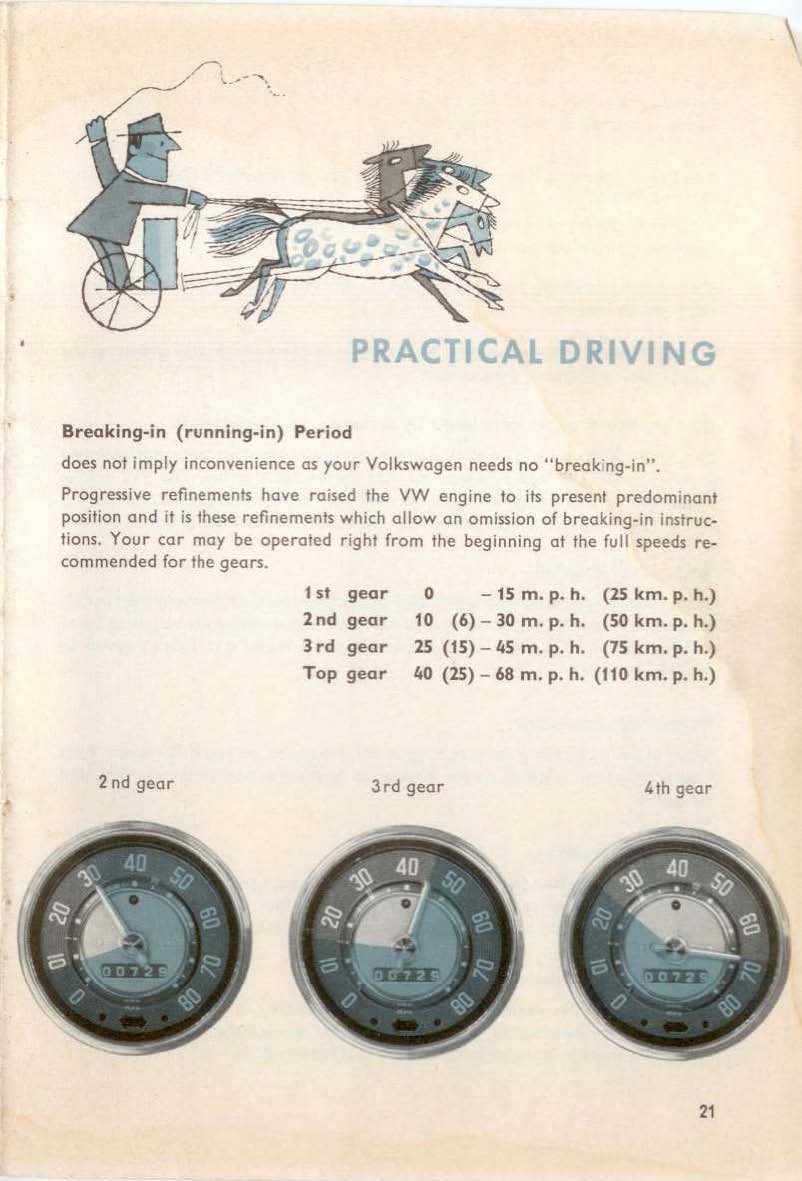 PRACTICAL DRIVING
Breaking-in (running-in) Period
does not imply inconvenience as your Volkswagen needs no "breaking-in".
Progressive refinements have raised the VW engine to its present predominant
position and it is these refinements which allow an omission of breaking-in instruc-
tions. Your car may be operated right from the beginning at the full speeds re-
commended for the gears.
1st gear 0 – 15 m. p. h. (25 km. p. h.)
2nd gear 10 (6) – 30 m. p. h. (50 km. p. h.)
3rd gear 25 (15) – 45 m. p. h. (75 km. p. h.)
Top gear 40 (25) – 68 m. p. h. (110 km. p. h.)
2nd gear
3rd gear
4th gear
0 10 20 30 40 50 60 70 80
00729
0 10 20 30 40 50 60 70 80
00729
0 10 20 30 40 50 60 70 80
00729
21